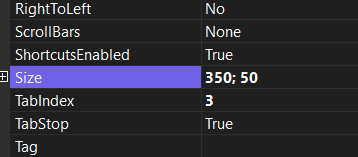 RightToLeft No
ScrollBars None
ShortcutsEnabled True
Size 350; 50
TabIndex 3
TabStop True
Tag